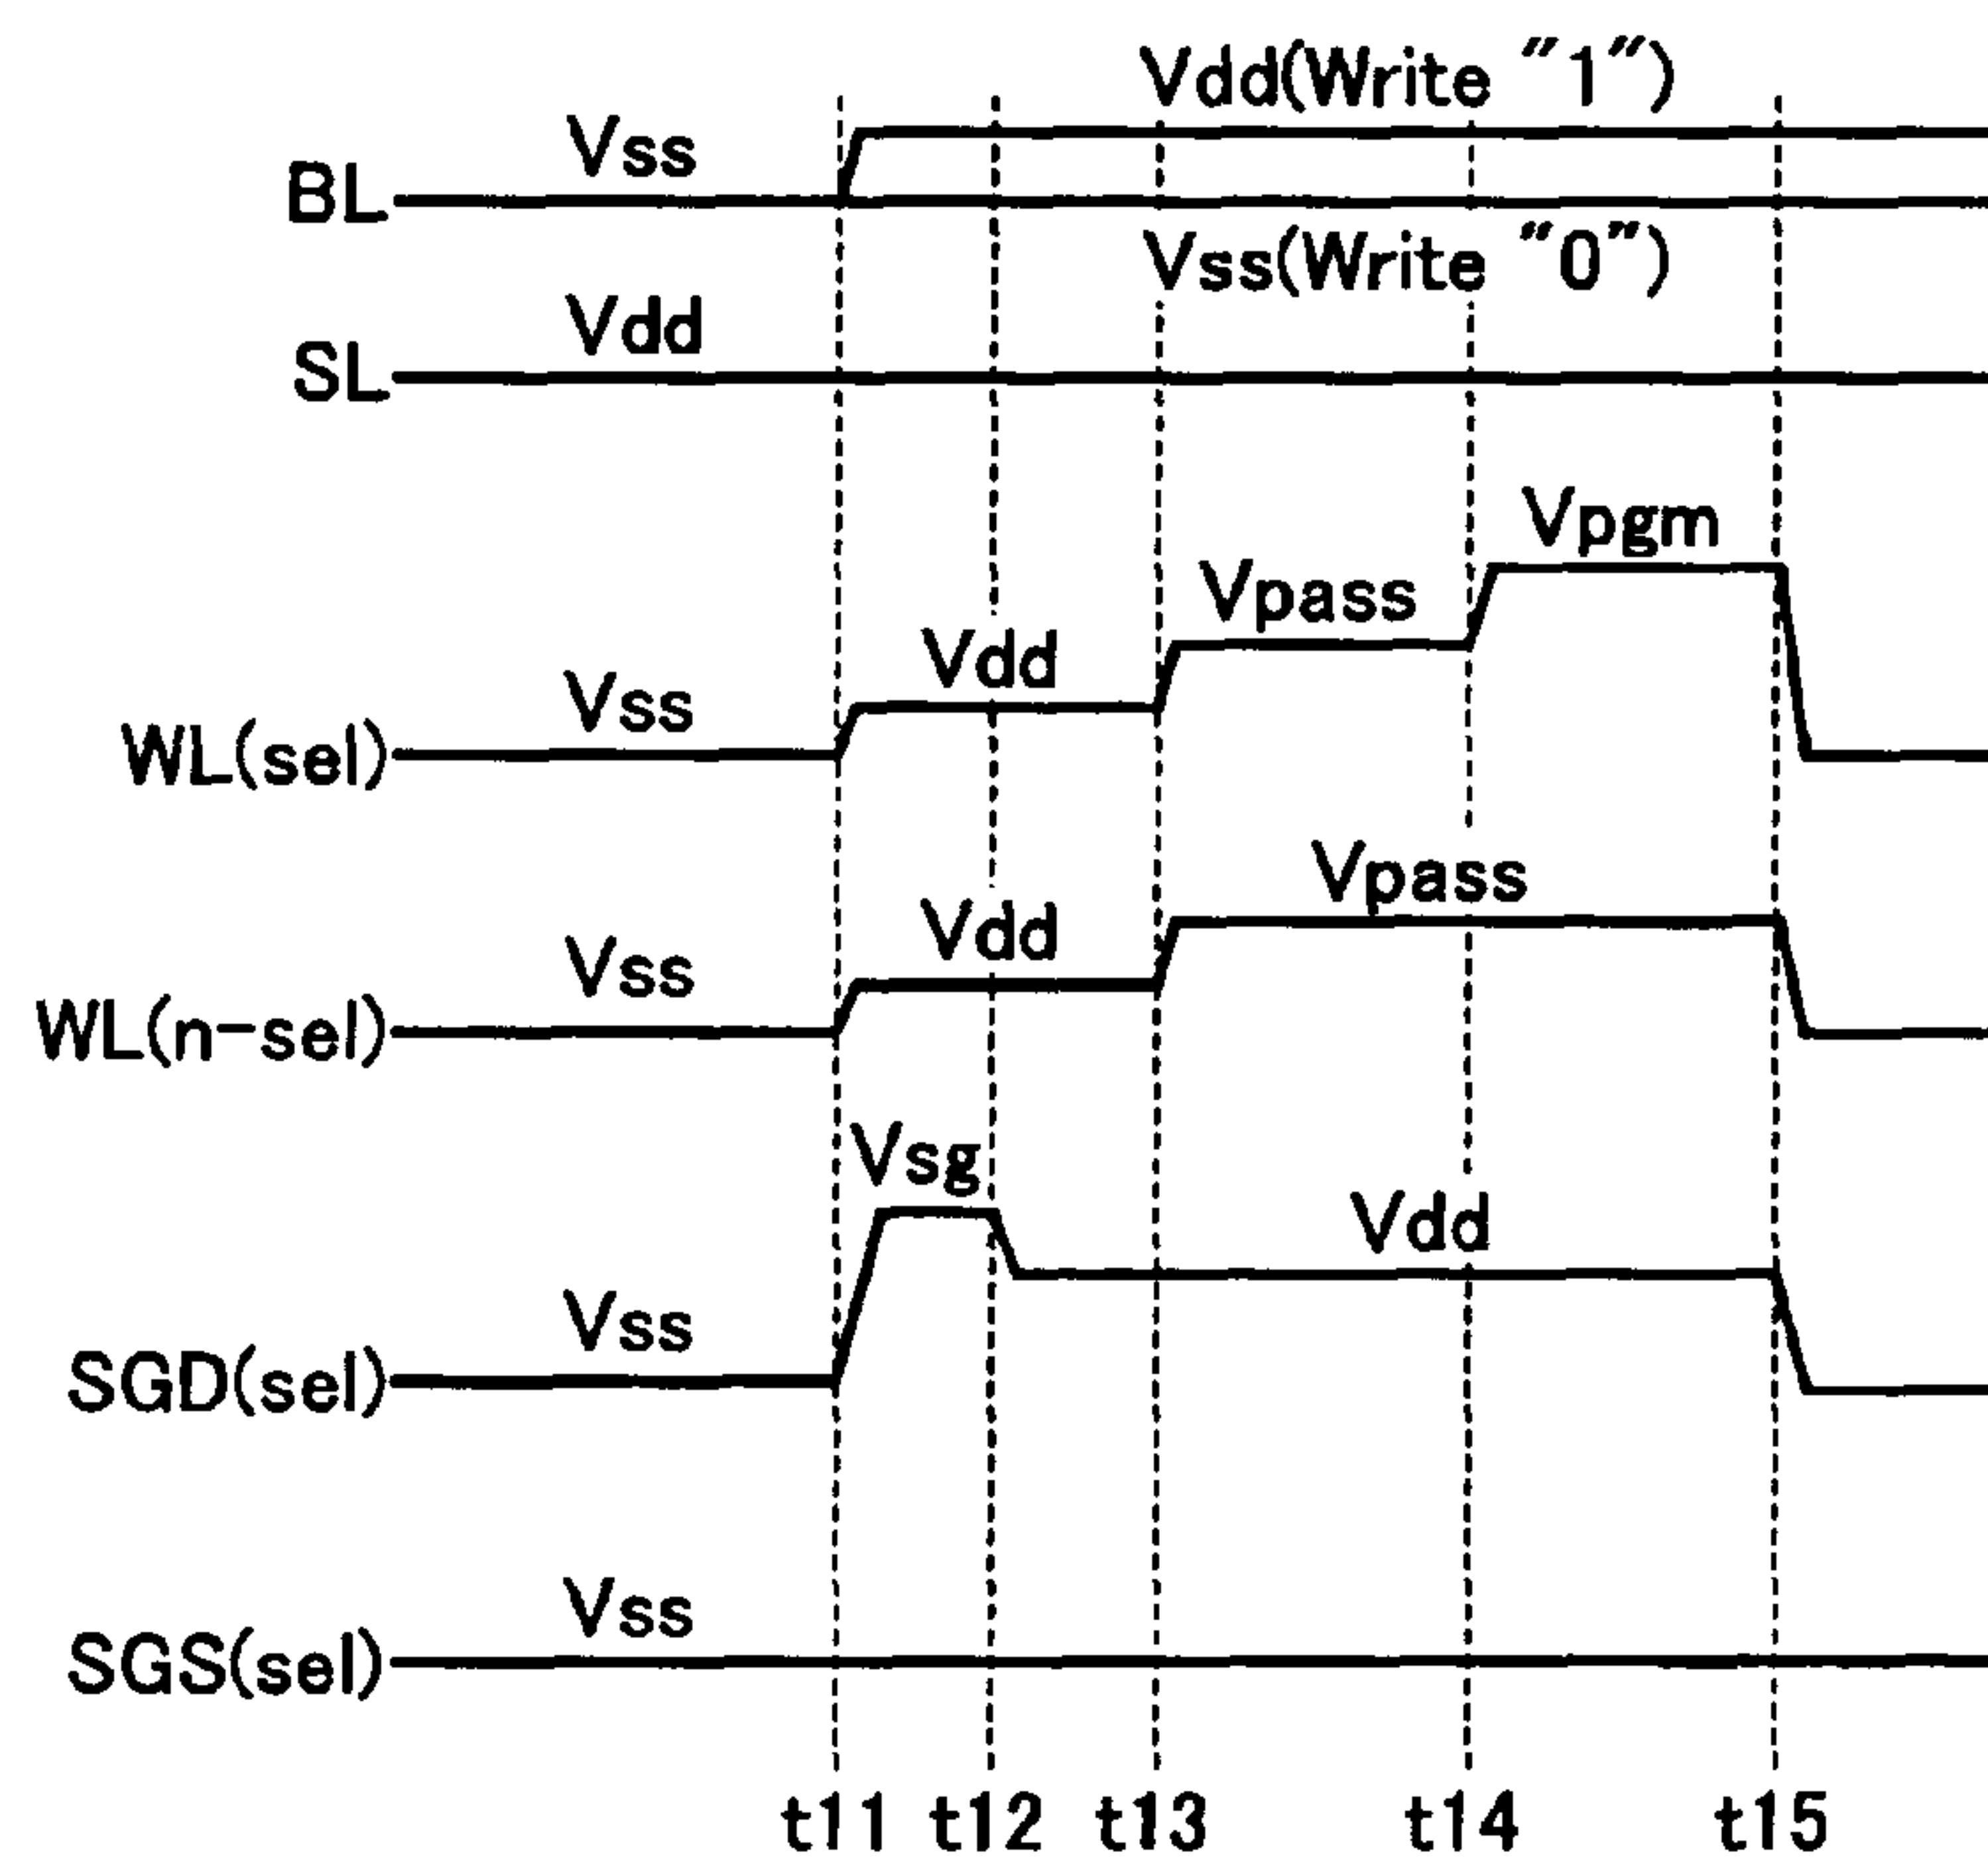 Vdd(Write "1")
Vss
BL
Vss(Write "0")
Vdd
SL
Vpgm
Vpass
Vdd
Vss
WL(sel)
Vpass
Vdd
Vss
WL(n-sel)
Vsg
Vdd
Vss
SGD(sel)
Vss
SGS(sel)
t11 t12 t13 t14 t15